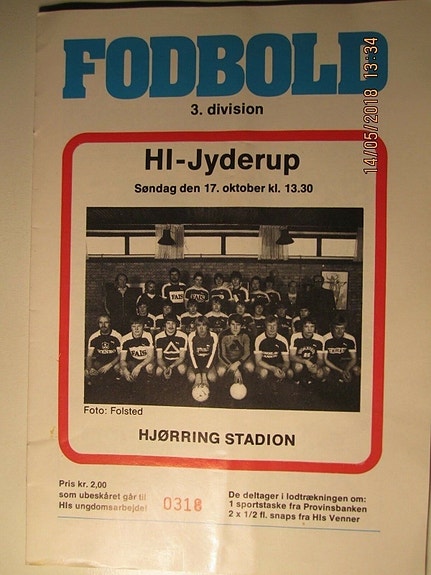 FODBOLD
3. division
HI-Jyderup
Søndag den 17. oktober kl. 13.30
FAIS
FAIS
Foto: Folsted
HJØRRING STADION
Pris kr. 2,00
som ubeskåret går til
HIs ungdomsarbejde!
0318
De deltager i lodtrækningen om:
1 sportstaske fra Provinsbanken
2 x 1/2 fl. snaps fra HIs Venner
14/05/2018 13:34